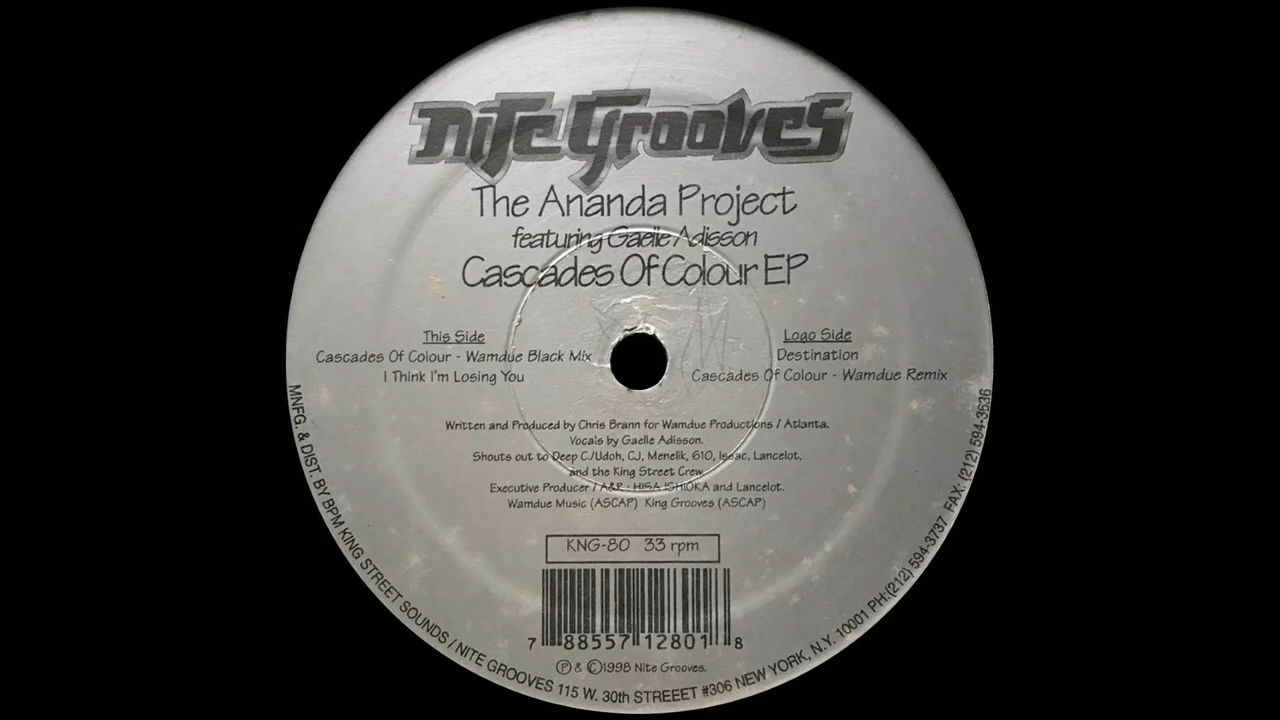 Nite Grooves
The Ananda Project
featuring Gaelle Adisson
Cascades Of Colour EP
This Side
Cascades Of Colour - Wamdue Black Mix
I Think I'm Losing You
Logo Side
Destination
Cascades Of Colour - Wamdue Remix
Written and Produced by Chris Brann for Wamdue Productions / Atlanta.
Vocals by Gaelle Adisson.
Shouts out to Deep C./Udoh, CJ, Menelik, 610, Issac, Lancelot,
and the King Street Crew
Executive Producer / A&R : HISA ISHIOKA and Lancelot.
Wamdue Music (ASCAP) King Grooves (ASCAP)
KNG-80 33 rpm
7 88557 12801 8
Ⓟ & ©1998 Nite Grooves.
MNFG. & DIST. BY BPM KING STREET SOUNDS / NITE GROOVES 115 W. 30th STREEET #306 NEW YORK, N.Y. 10001 PH:(212) 594-3737 FAX: (212) 594-3636